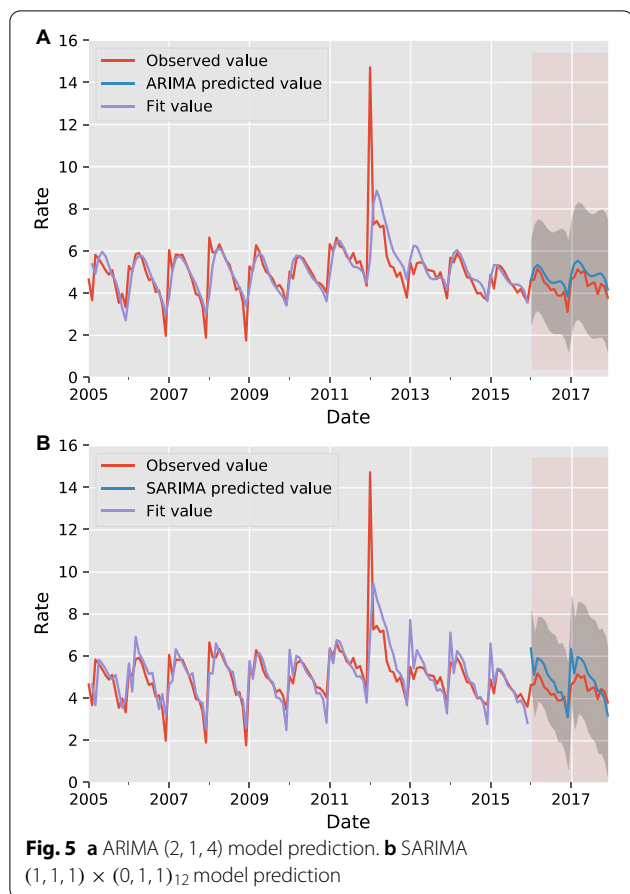 A
16
14
12
10
8
6
4
2
0
Rate
Observed value
ARIMA predicted value
Fit value
2005 2007 2009 2011 2013 2015 2017
Date
B
16
14
12
10
8
6
4
2
0
Rate
Observed value
SARIMA predicted value
Fit value
2005 2007 2009 2011 2013 2015 2017
Date
Fig. 5 a ARIMA (2, 1, 4) model prediction. b SARIMA
(1, 1, 1) × (0, 1, 1)₁₂ model prediction